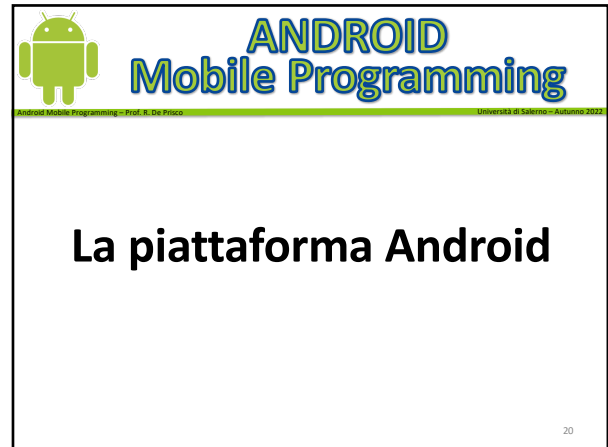 ANDROID
Mobile Programming
Android Mobile Programming – Prof. R. De Prisco
Università di Salerno – Autunno 2022
La piattaforma Android
20